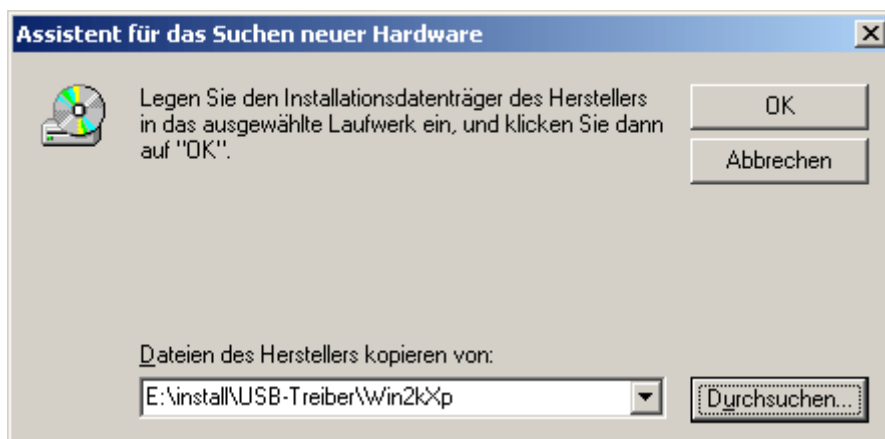 Assistent für das Suchen neuer Hardware
Legen Sie den Installationsdatenträger des Herstellers
in das ausgewählte Laufwerk ein, und klicken Sie dann
auf "OK".
OK
Abbrechen
Dateien des Herstellers kopieren von:
E:\install\USB-Treiber\Win2kXp
Durchsuchen...